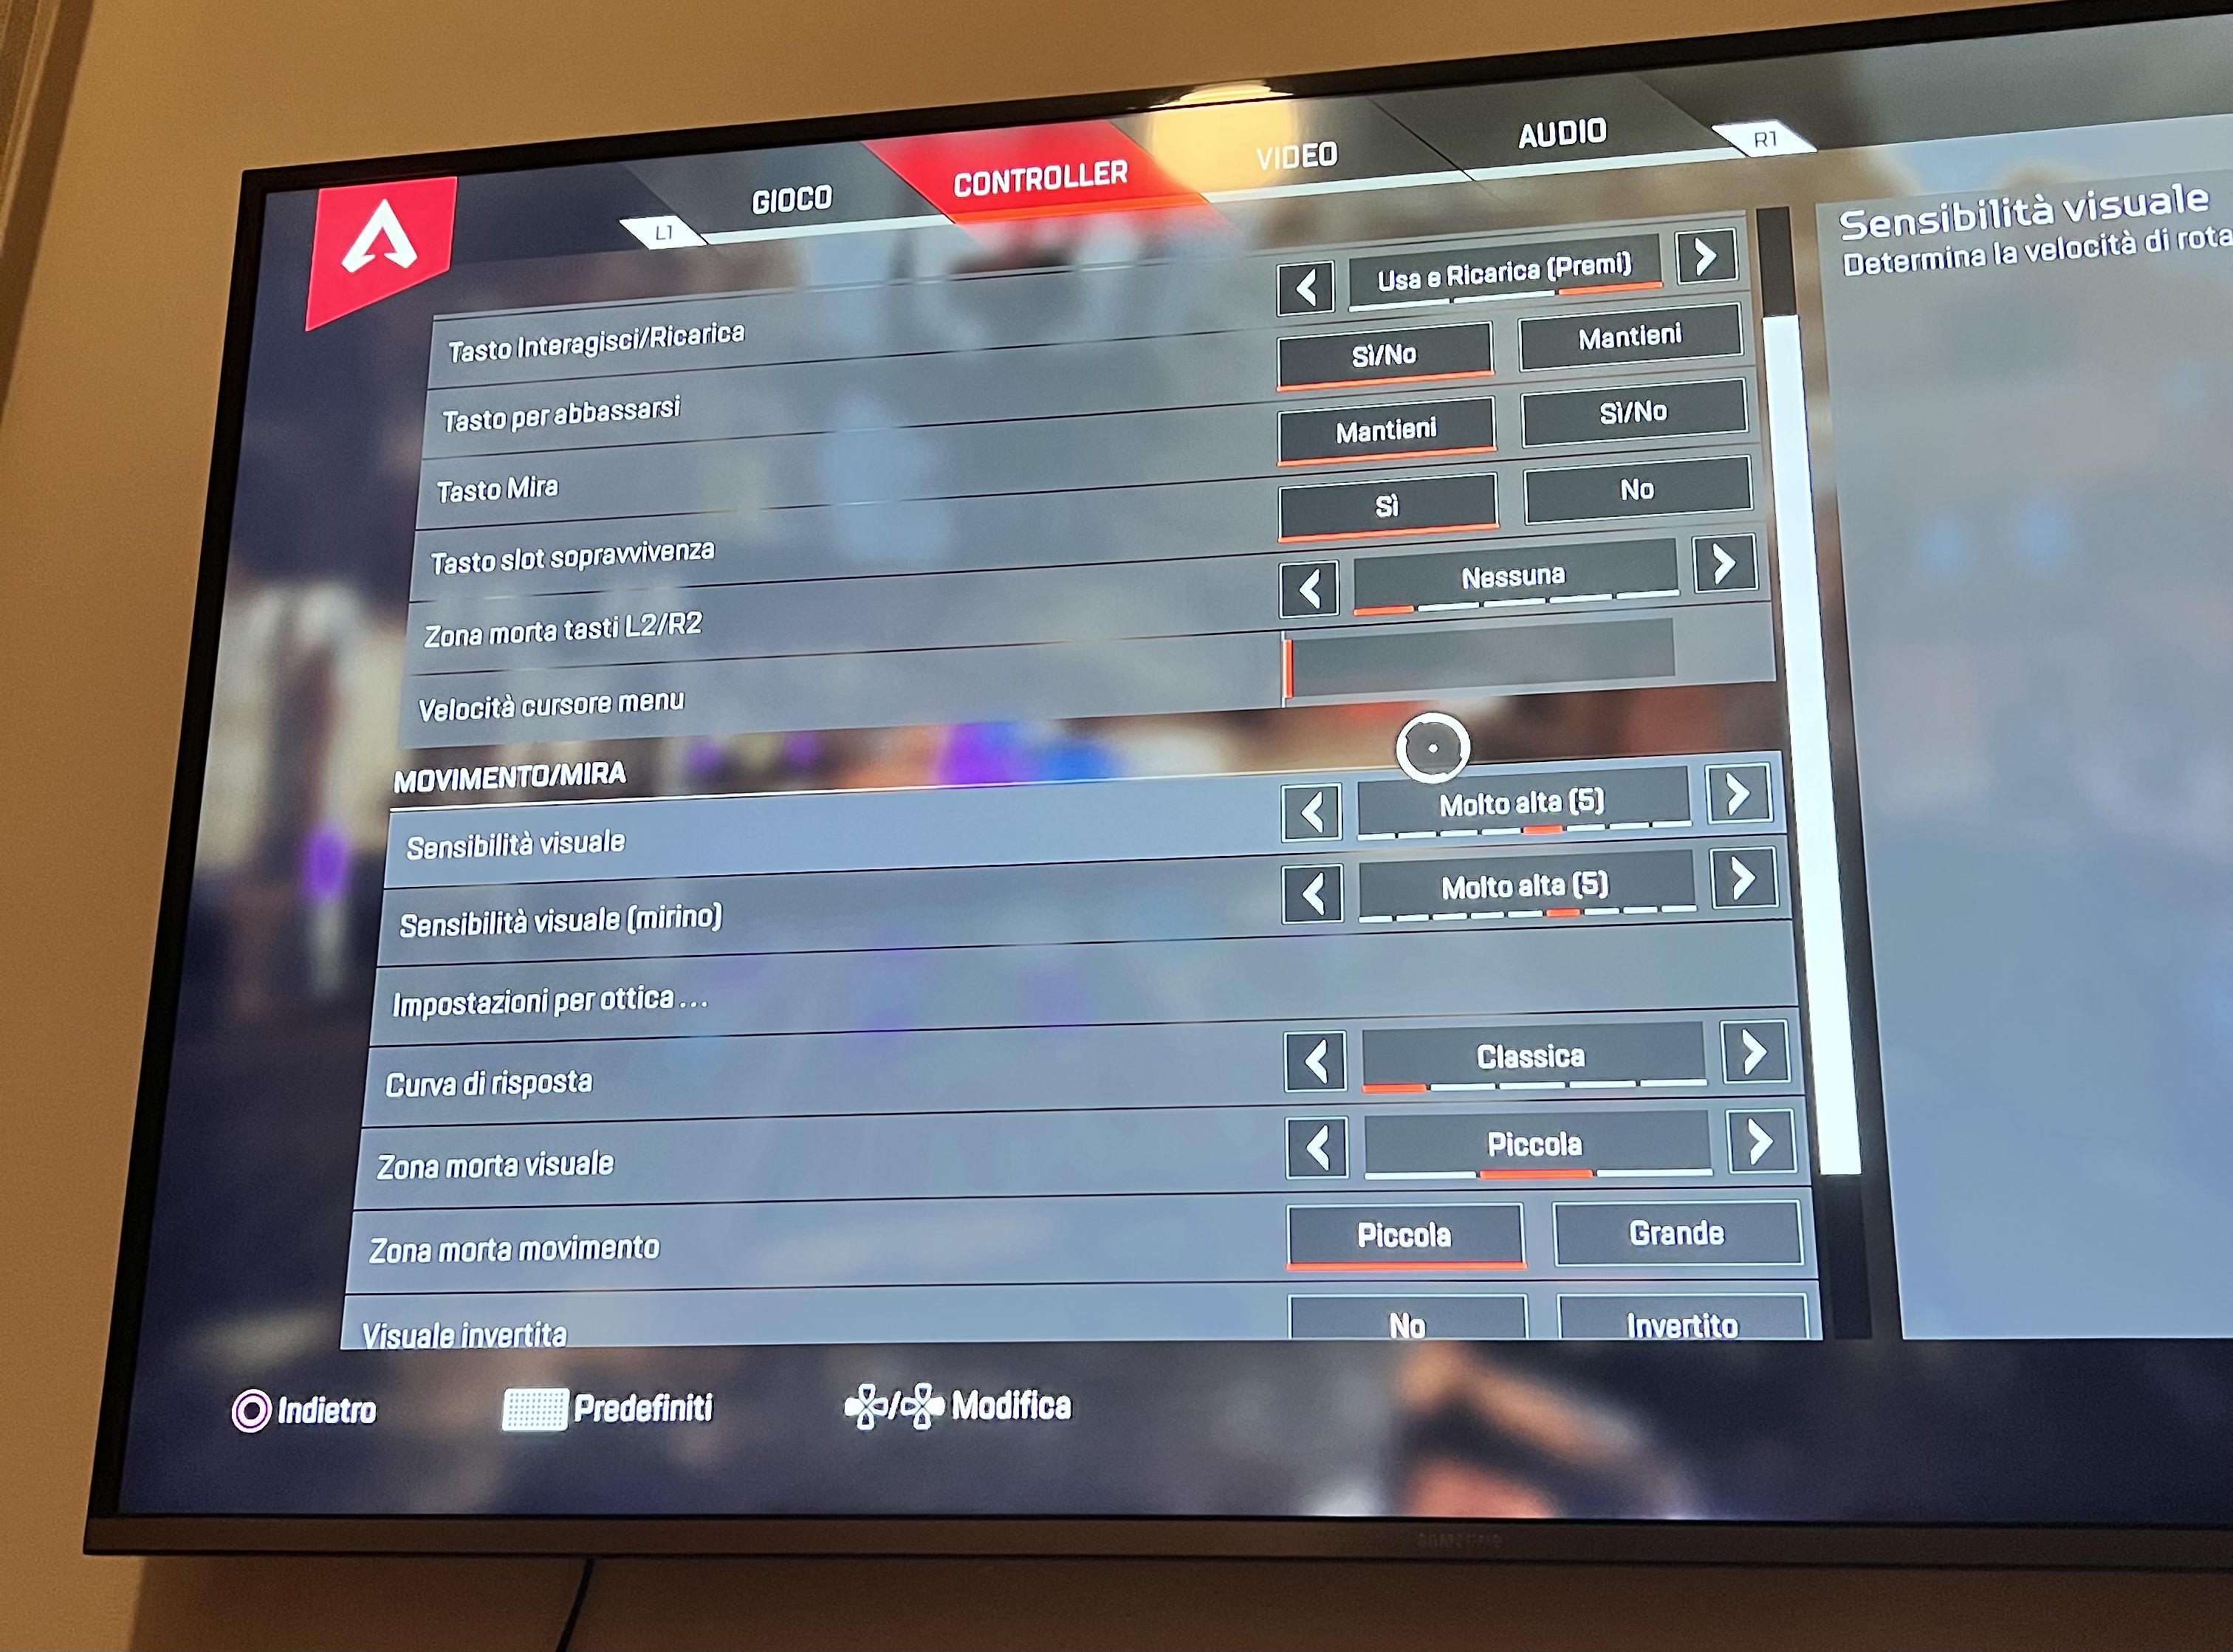 GIOCO
CONTROLLER
VIDEO
AUDIO
L1
R1
Tasto Interagisci/Ricarica
Usa e Ricarica (Premi)
Tasto per abbassarsi
Sì/No
Mantieni
Tasto Mira
Mantieni
Sì/No
Tasto slot sopravvivenza
Sì
No
Zona morta tasti L2/R2
Nessuna
Velocità cursore menu
MOVIMENTO/MIRA
Sensibilità visuale
Molto alta (5)
Sensibilità visuale (mirino)
Molto alta (5)
Impostazioni per ottica ...
Curva di risposta
Classica
Zona morta visuale
Piccola
Zona morta movimento
Piccola
Grande
Visuale invertita
No
Invertito
Sensibilità visuale
Determina la velocità di rota
Indietro
Predefiniti
/
Modifica
SAMSUNG